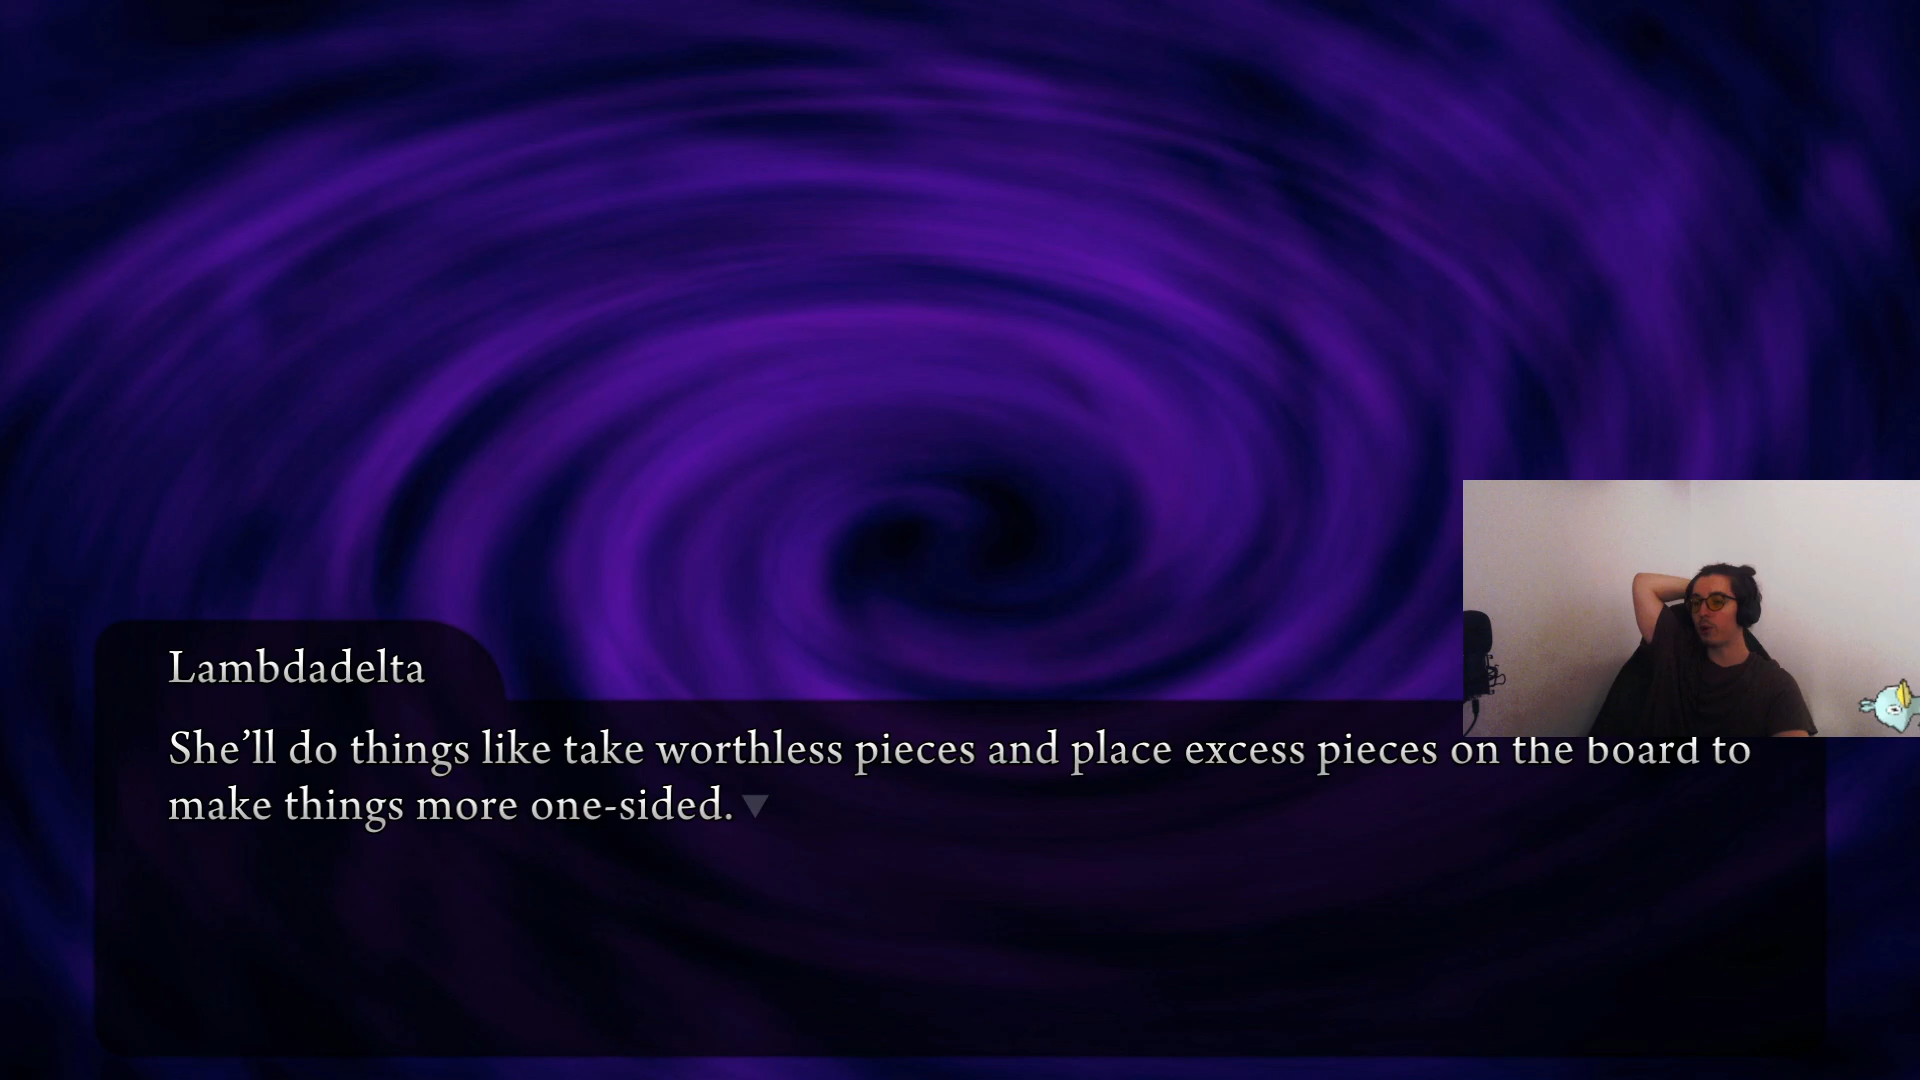 Lambdadelta
She’ll do things like take worthless pieces and place excess pieces on the board to
make things more one-sided.